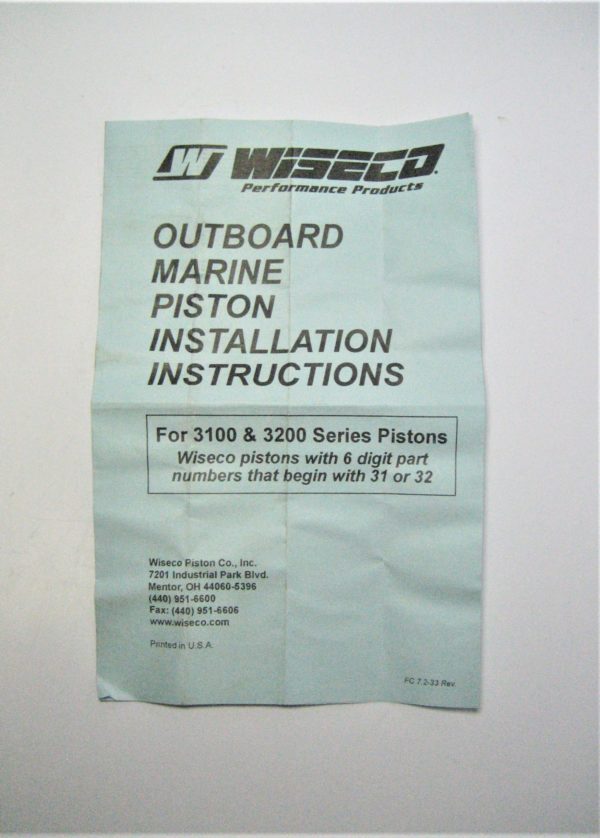 W WISECO
Performance Products
OUTBOARD
MARINE
PISTON
INSTALLATION
INSTRUCTIONS
For 3100 & 3200 Series Pistons
Wiseco pistons with 6 digit part
numbers that begin with 31 or 32
Wiseco Piston Co., Inc.
7201 Industrial Park Blvd.
Mentor, OH 44060-5396
(440) 951-6600
Fax: (440) 951-6606
www.wiseco.com
Printed in U.S.A.
FC 7.2-33 Rev.